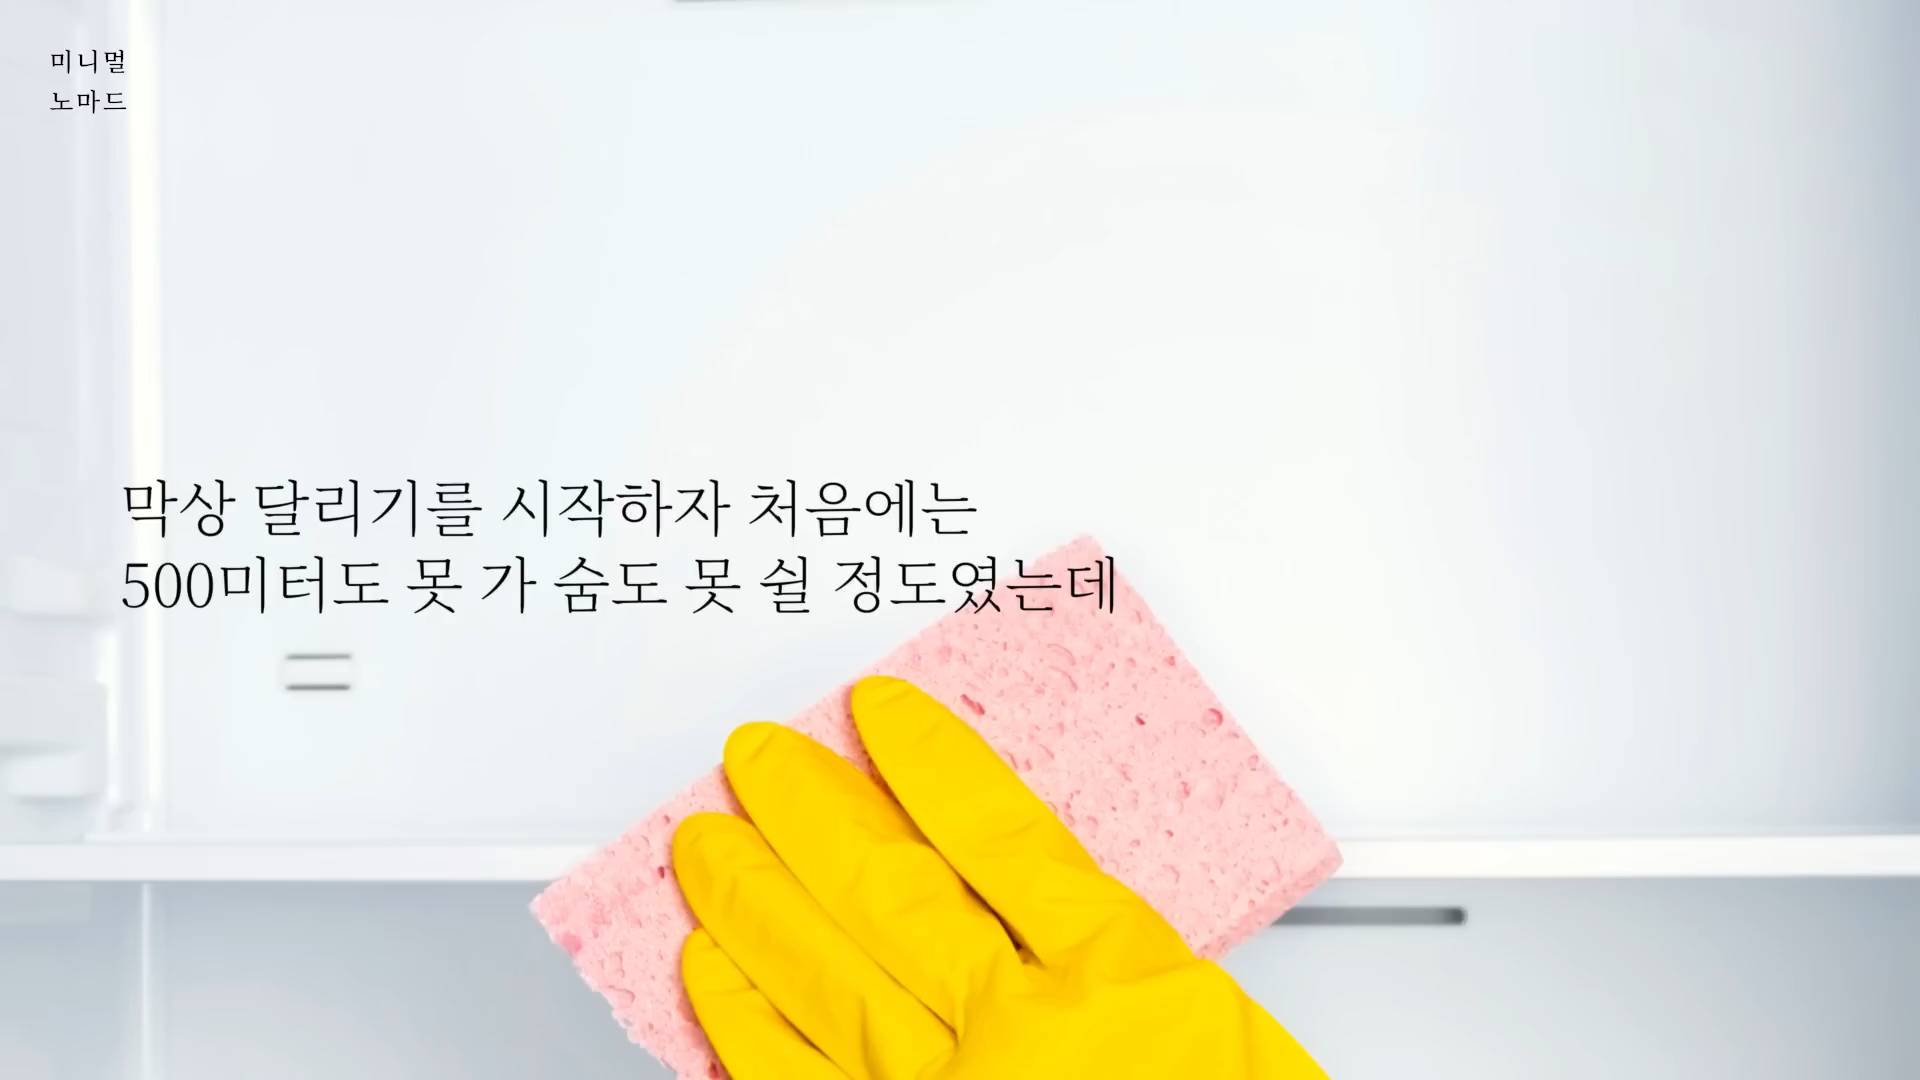 미니멀
노마드
막상 달리기를 시작하자 처음에는
500미터도 못 가 숨도 못 쉴 정도였는데